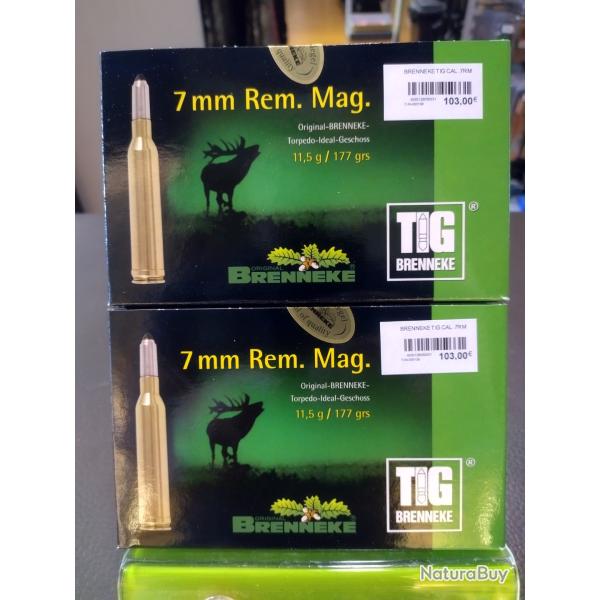 BRENNEKE TIG CAL. 7RM
103,00€
7 mm Rem. Mag.
Original-BRENNEKE-
Torpedo-Ideal-Geschoss
11,5 g / 177 grs
TIG ®
BRENNEKE
ORIGINAL
BRENNEKE ®
of quality
BRENNEKE TIG CAL. 7RM
103,00€
7 mm Rem. Mag.
Original-BRENNEKE-
Torpedo-Ideal-Geschoss
11,5 g / 177 grs
TIG ®
BRENNEKE
ORIGINAL
BRENNEKE ®
NaturaBuy